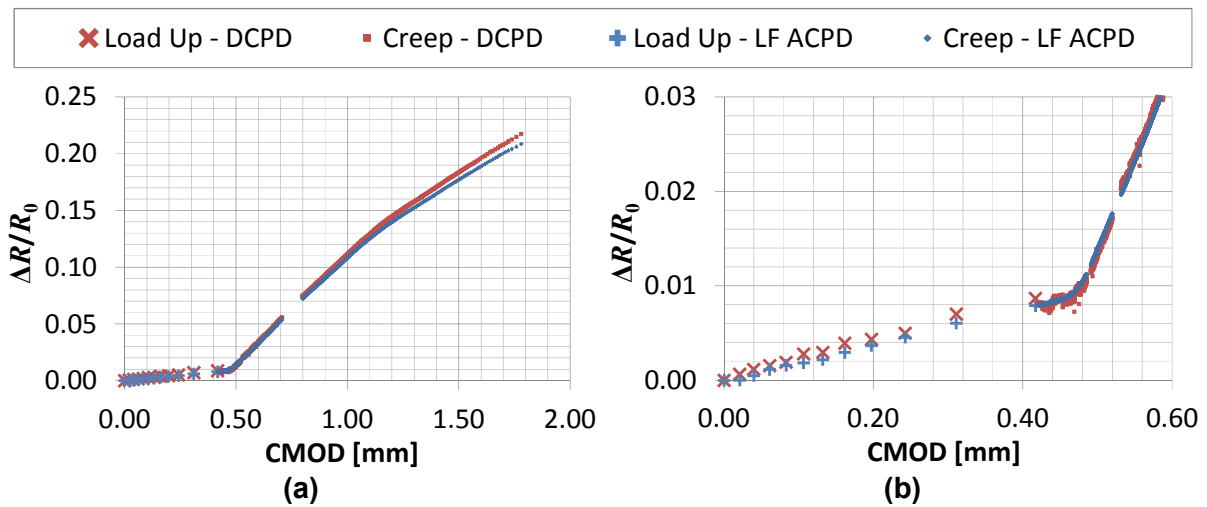 Load Up - DCPD Creep - DCPD Load Up - LF ACPD Creep - LF ACPD
ΔR/R0
0.25
0.20
0.15
0.10
0.05
0.00
0.00 0.50 1.00 1.50 2.00
CMOD [mm]
(a)
ΔR/R0
0.03
0.02
0.01
0.00
0.00 0.20 0.40 0.60
CMOD [mm]
(b)